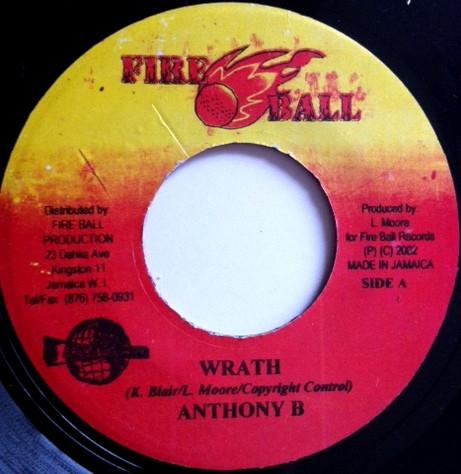 FIRE
BALL
Distributed by
FIRE BALL
PRODUCTION
23 Dahlia Ave
Kingston 11
Jamaica W. I.
Tel/Fax: (876) 758-0931
Produced by:
L. Moore
for Fire Ball Records
(P) (C) 2002
MADE IN JAMAICA
SIDE A
WRATH
(K. Blair/L. Moore/Copyright Control)
ANTHONY B